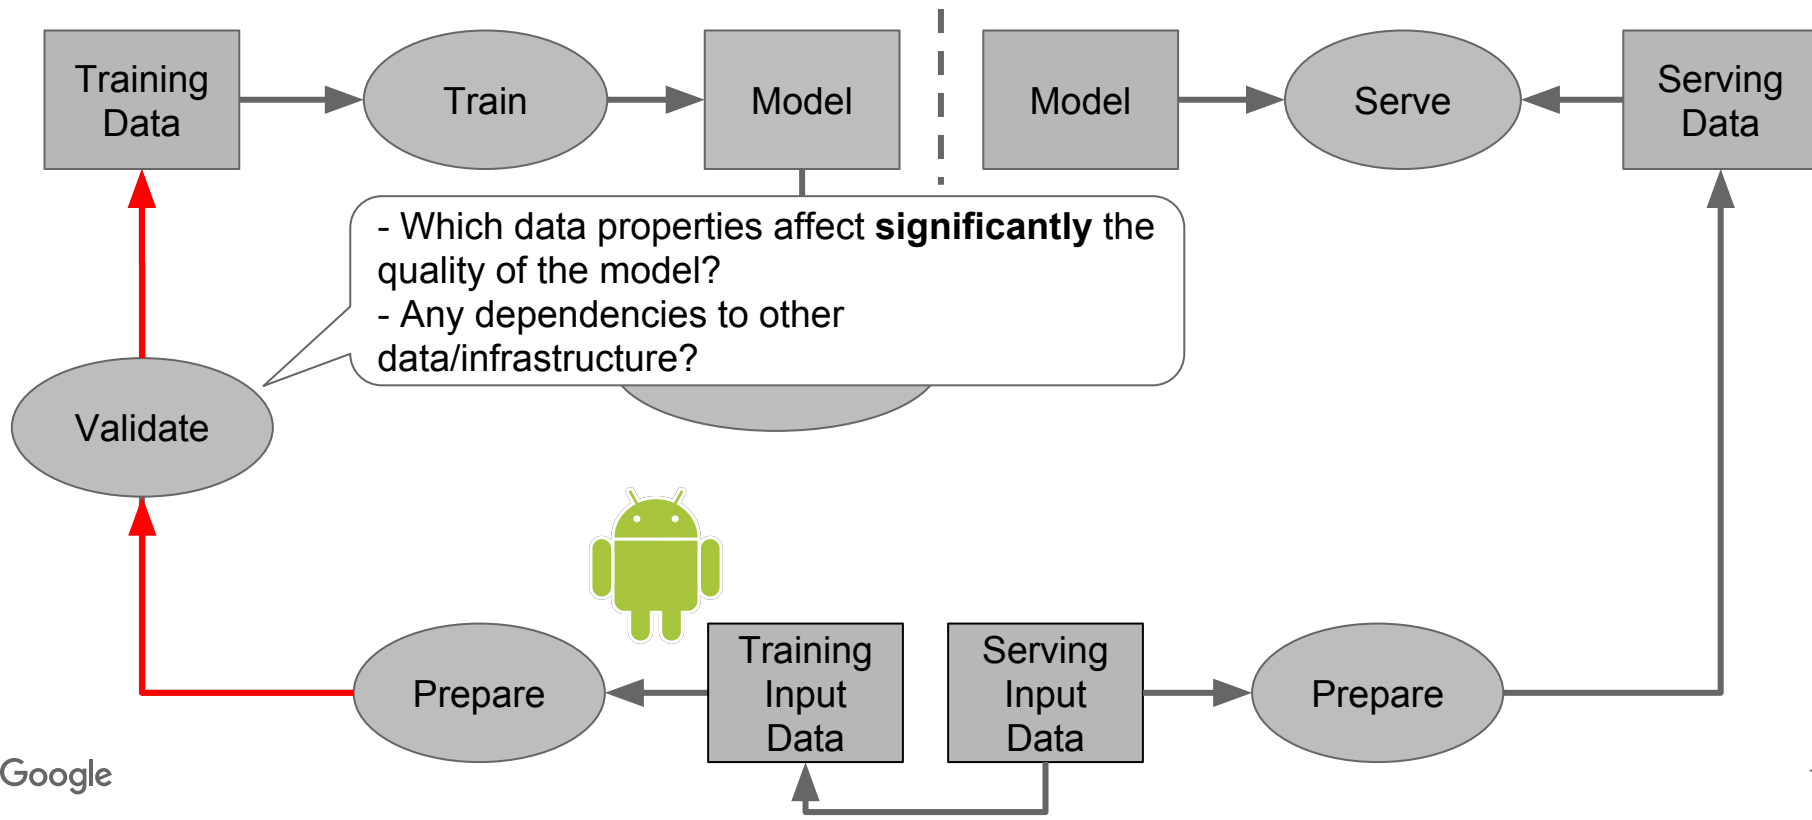 Training
Data
Train
Model
Model
Serve
Serving
Data
- Which data properties affect significantly the
quality of the model?
- Any dependencies to other
data/infrastructure?
Validate
Prepare
Training
Input
Data
Serving
Input
Data
Prepare
Google